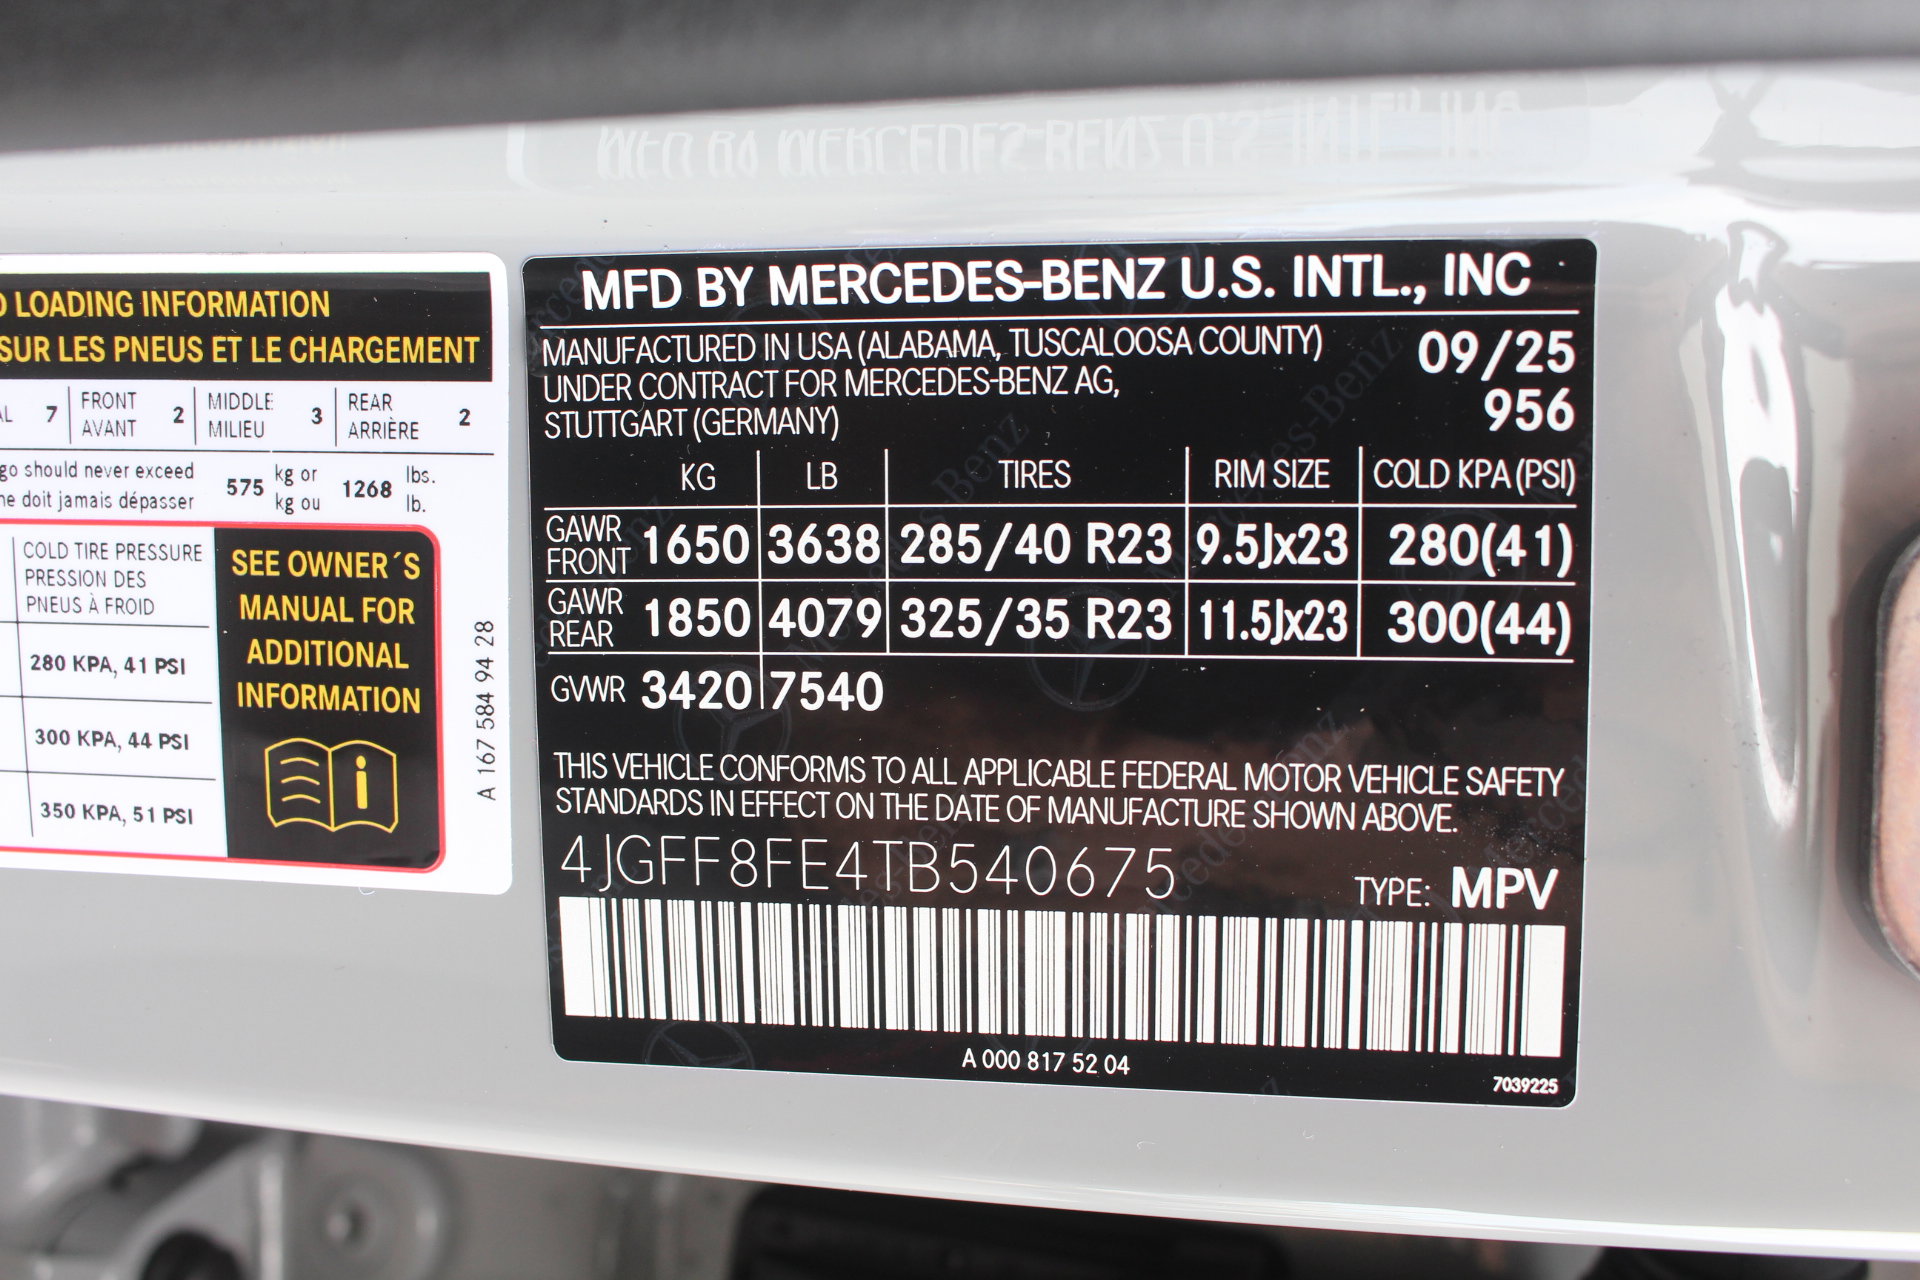 LOADING INFORMATION
SUR LES PNEUS ET LE CHARGEMENT
7 FRONT AVANT 2 MIDDLE MILIEU 3 REAR ARRIÈRE 2
should never exceed
doit jamais dépasser
575 kg or kg ou 1268 lbs. lb.
COLD TIRE PRESSURE
PRESSION DES
PNEUS À FROID
280 KPA, 41 PSI
300 KPA, 44 PSI
350 KPA, 51 PSI
SEE OWNER´S
MANUAL FOR
ADDITIONAL
INFORMATION
A 167 584 94 28
MFD BY MERCEDES-BENZ U.S. INTL., INC
MANUFACTURED IN USA (ALABAMA, TUSCALOOSA COUNTY) 09/25
UNDER CONTRACT FOR MERCEDES-BENZ AG,
STUTTGART (GERMANY) 956
KG LB TIRES RIM SIZE COLD KPA (PSI)
GAWR FRONT 1650 3638 285/40 R23 9.5Jx23 280(41)
GAWR REAR 1850 4079 325/35 R23 11.5Jx23 300(44)
GVWR 3420 7540
THIS VEHICLE CONFORMS TO ALL APPLICABLE FEDERAL MOTOR VEHICLE SAFETY
STANDARDS IN EFFECT ON THE DATE OF MANUFACTURE SHOWN ABOVE.
4JGFF8FE4TB540675
TYPE: MPV
A 000 817 52 04
7039225